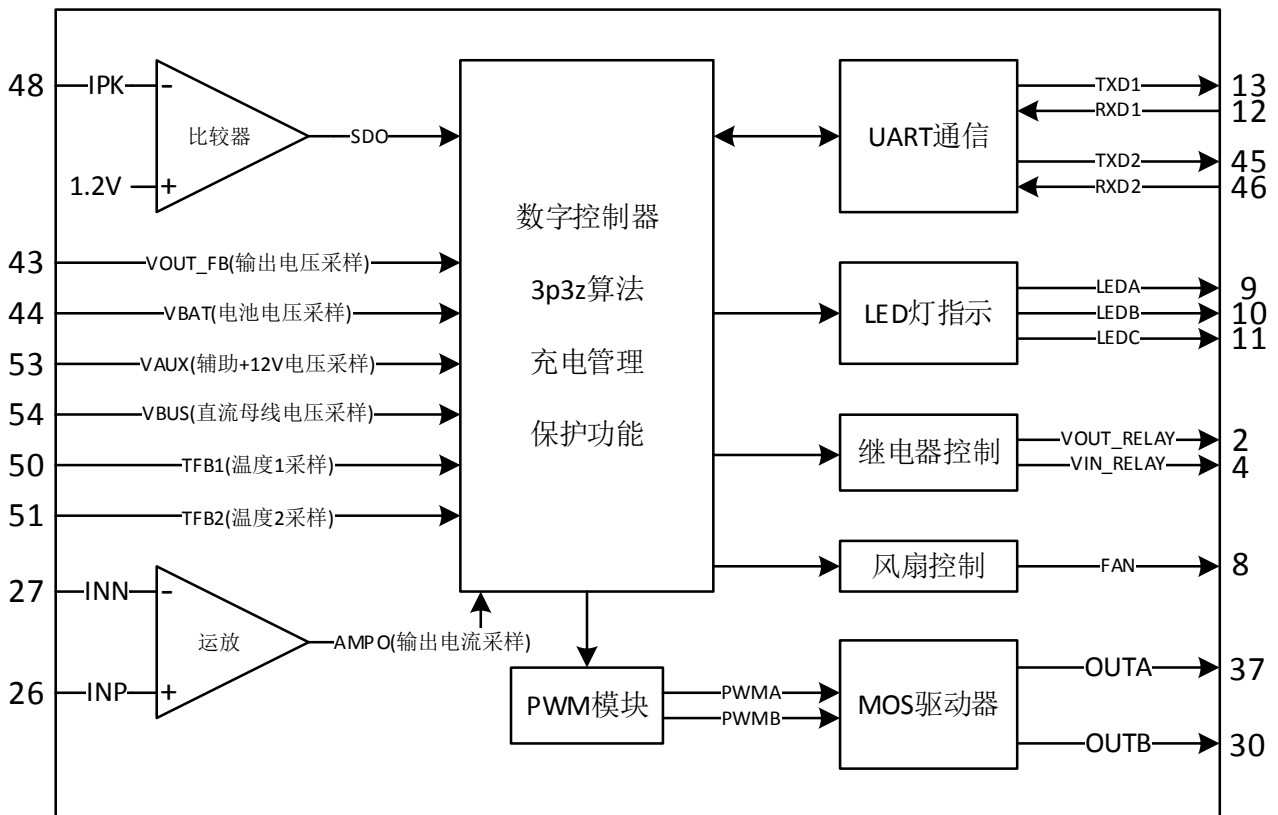 48
IPK
-
比较器
SDO
1.2V
+
43
VOUT_FB(输出电压采样)
44
VBAT(电池电压采样)
53
VAUX(辅助+12V电压采样)
54
VBUS(直流母线电压采样)
50
TFB1(温度1采样)
51
TFB2(温度2采样)
27
INN
-
运放
AMPO(输出电流采样)
26
INP
+
数字控制器
3p3z算法
充电管理
保护功能
PWM模块
PWMA
PWMB
UART通信
TXD1
13
RXD1
12
TXD2
45
RXD2
46
LED灯指示
LEDA
9
LEDB
10
LEDC
11
继电器控制
VOUT_RELAY
2
VIN_RELAY
4
风扇控制
FAN
8
MOS驱动器
OUTA
37
OUTB
30